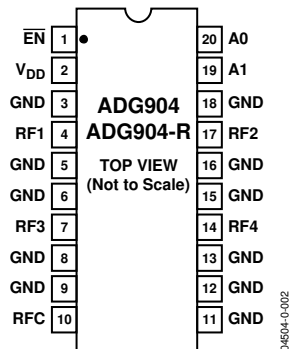 EN 1 20 A0
VDD 2 19 A1
GND 3 18 GND
ADG904
RF1 4 17 RF2
ADG904-R
GND 5 16 GND
TOP VIEW
(Not to Scale)
GND 6 15 GND
RF3 7 14 RF4
GND 8 13 GND
GND 9 12 GND
RFC 10 11 GND
04504-0-002